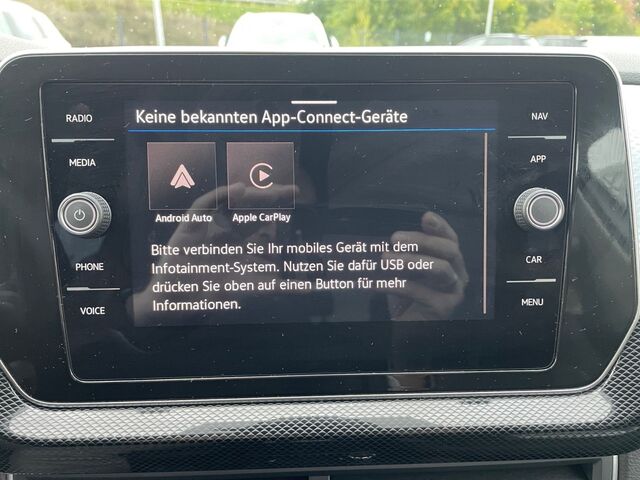 RADIO
MEDIA
PHONE
VOICE
Keine bekannten App-Connect-Geräte
Android Auto
Apple CarPlay
Bitte verbinden Sie Ihr mobiles Gerät mit dem
Infotainment-System. Nutzen Sie dafür USB oder
drücken Sie oben auf einen Button für mehr
Informationen.
NAV
APP
CAR
MENU